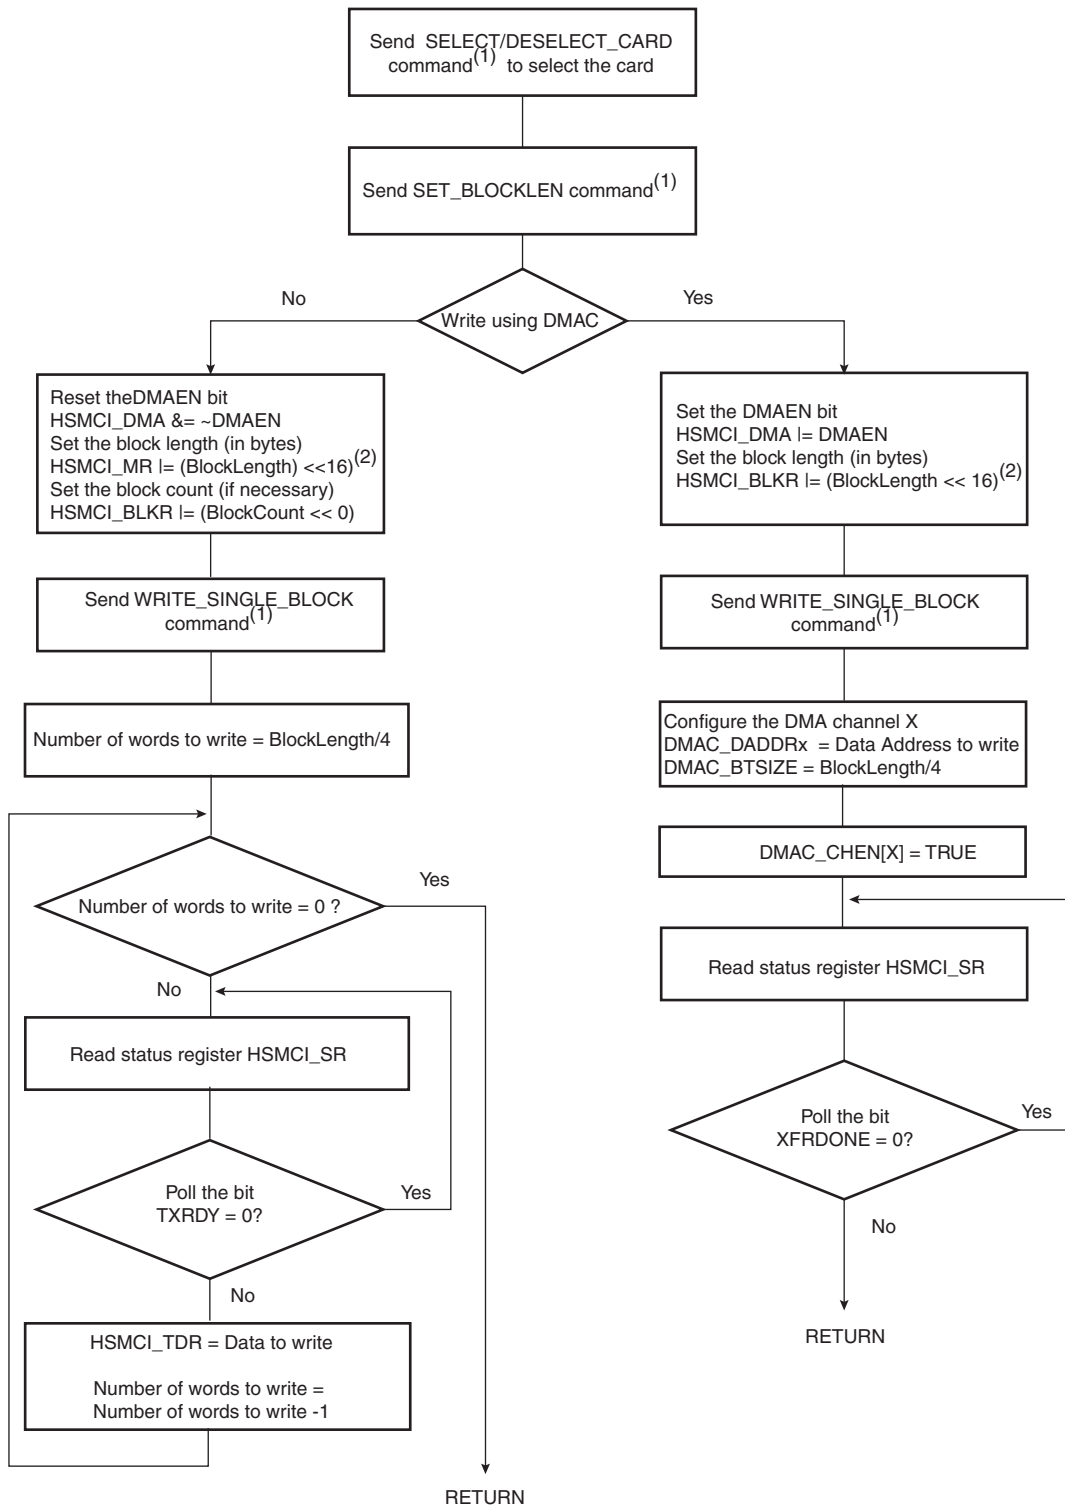 Send SELECT/DESELECT_CARD
command(1) to select the card
Send SET_BLOCKLEN command(1)
No
Yes
Write using DMAC
Reset theDMAEN bit
HSMCI_DMA &= ~DMAEN
Set the block length (in bytes)
HSMCI_MR |= (BlockLength) <<16)(2)
Set the block count (if necessary)
HSMCI_BLKR |= (BlockCount << 0)
Send WRITE_SINGLE_BLOCK
command(1)
Number of words to write = BlockLength/4
Number of words to write = 0 ?
Yes
No
Read status register HSMCI_SR
Poll the bit
TXRDY = 0?
Yes
No
HSMCI_TDR = Data to write
Number of words to write =
Number of words to write -1
RETURN
Set the DMAEN bit
HSMCI_DMA |= DMAEN
Set the block length (in bytes)
HSMCI_BLKR |= (BlockLength << 16)(2)
Send WRITE_SINGLE_BLOCK
command(1)
Configure the DMA channel X
DMAC_DADDRx = Data Address to write
DMAC_BTSIZE = BlockLength/4
DMAC_CHEN[X] = TRUE
Read status register HSMCI_SR
Poll the bit
XFRDONE = 0?
Yes
No
RETURN